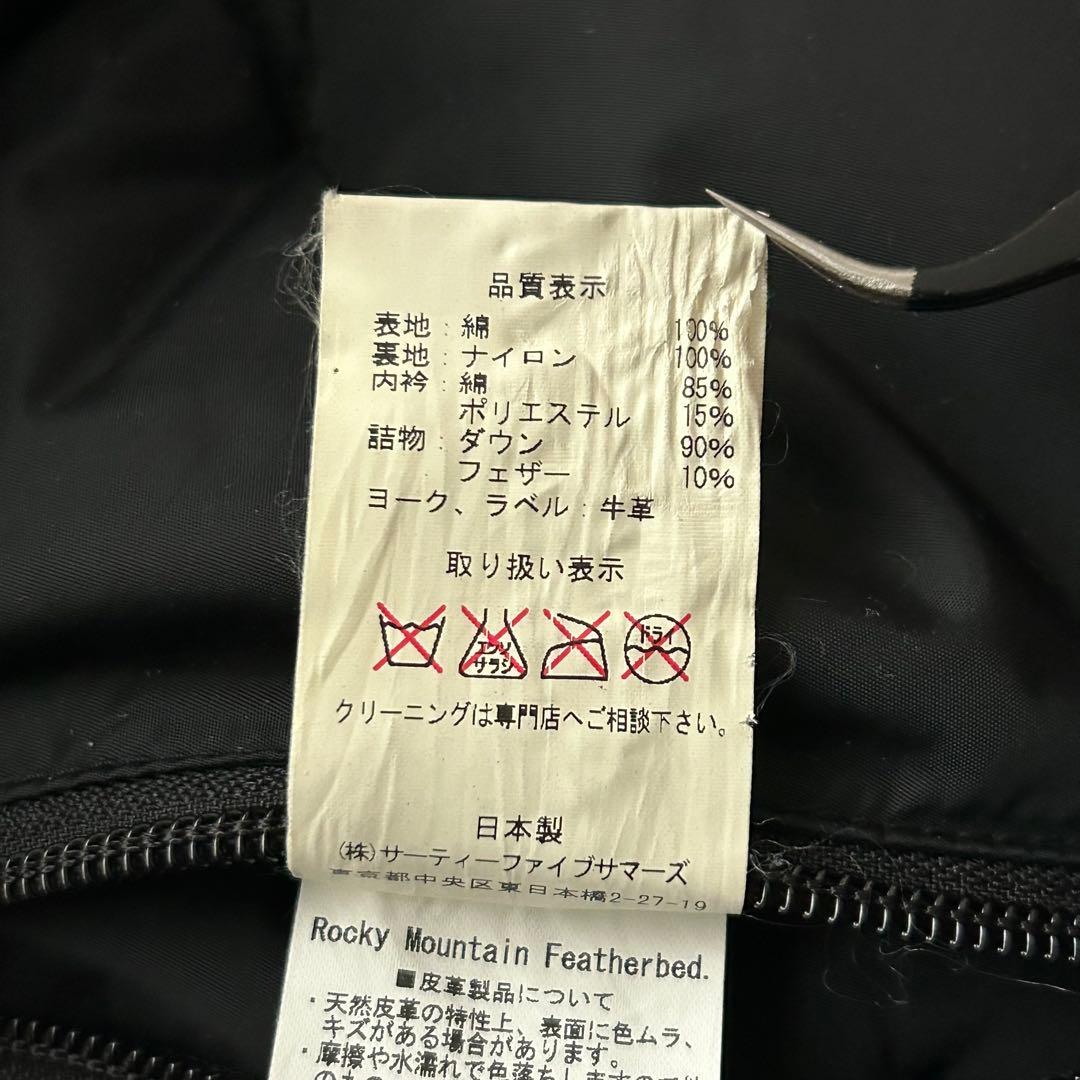 品質表示
表地：綿 100%
裏地：ナイロン 100%
内衿：綿 85%
ポリエステル 15%
詰物：ダウン 90%
フェザー 10%
ヨーク、ラベル：牛革
取り扱い表示
エンソ サラシ
ドライ
クリーニングは専門店へご相談下さい。
日本製
(株)サーティーファイブサマーズ
東京都中央区東日本橋2-27-19
Rocky Mountain Featherbed.
■皮革製品について
・天然皮革の特性上、表面に色ムラ、
キズがある場合があります。
・摩擦や水濡れで色落ちしますので